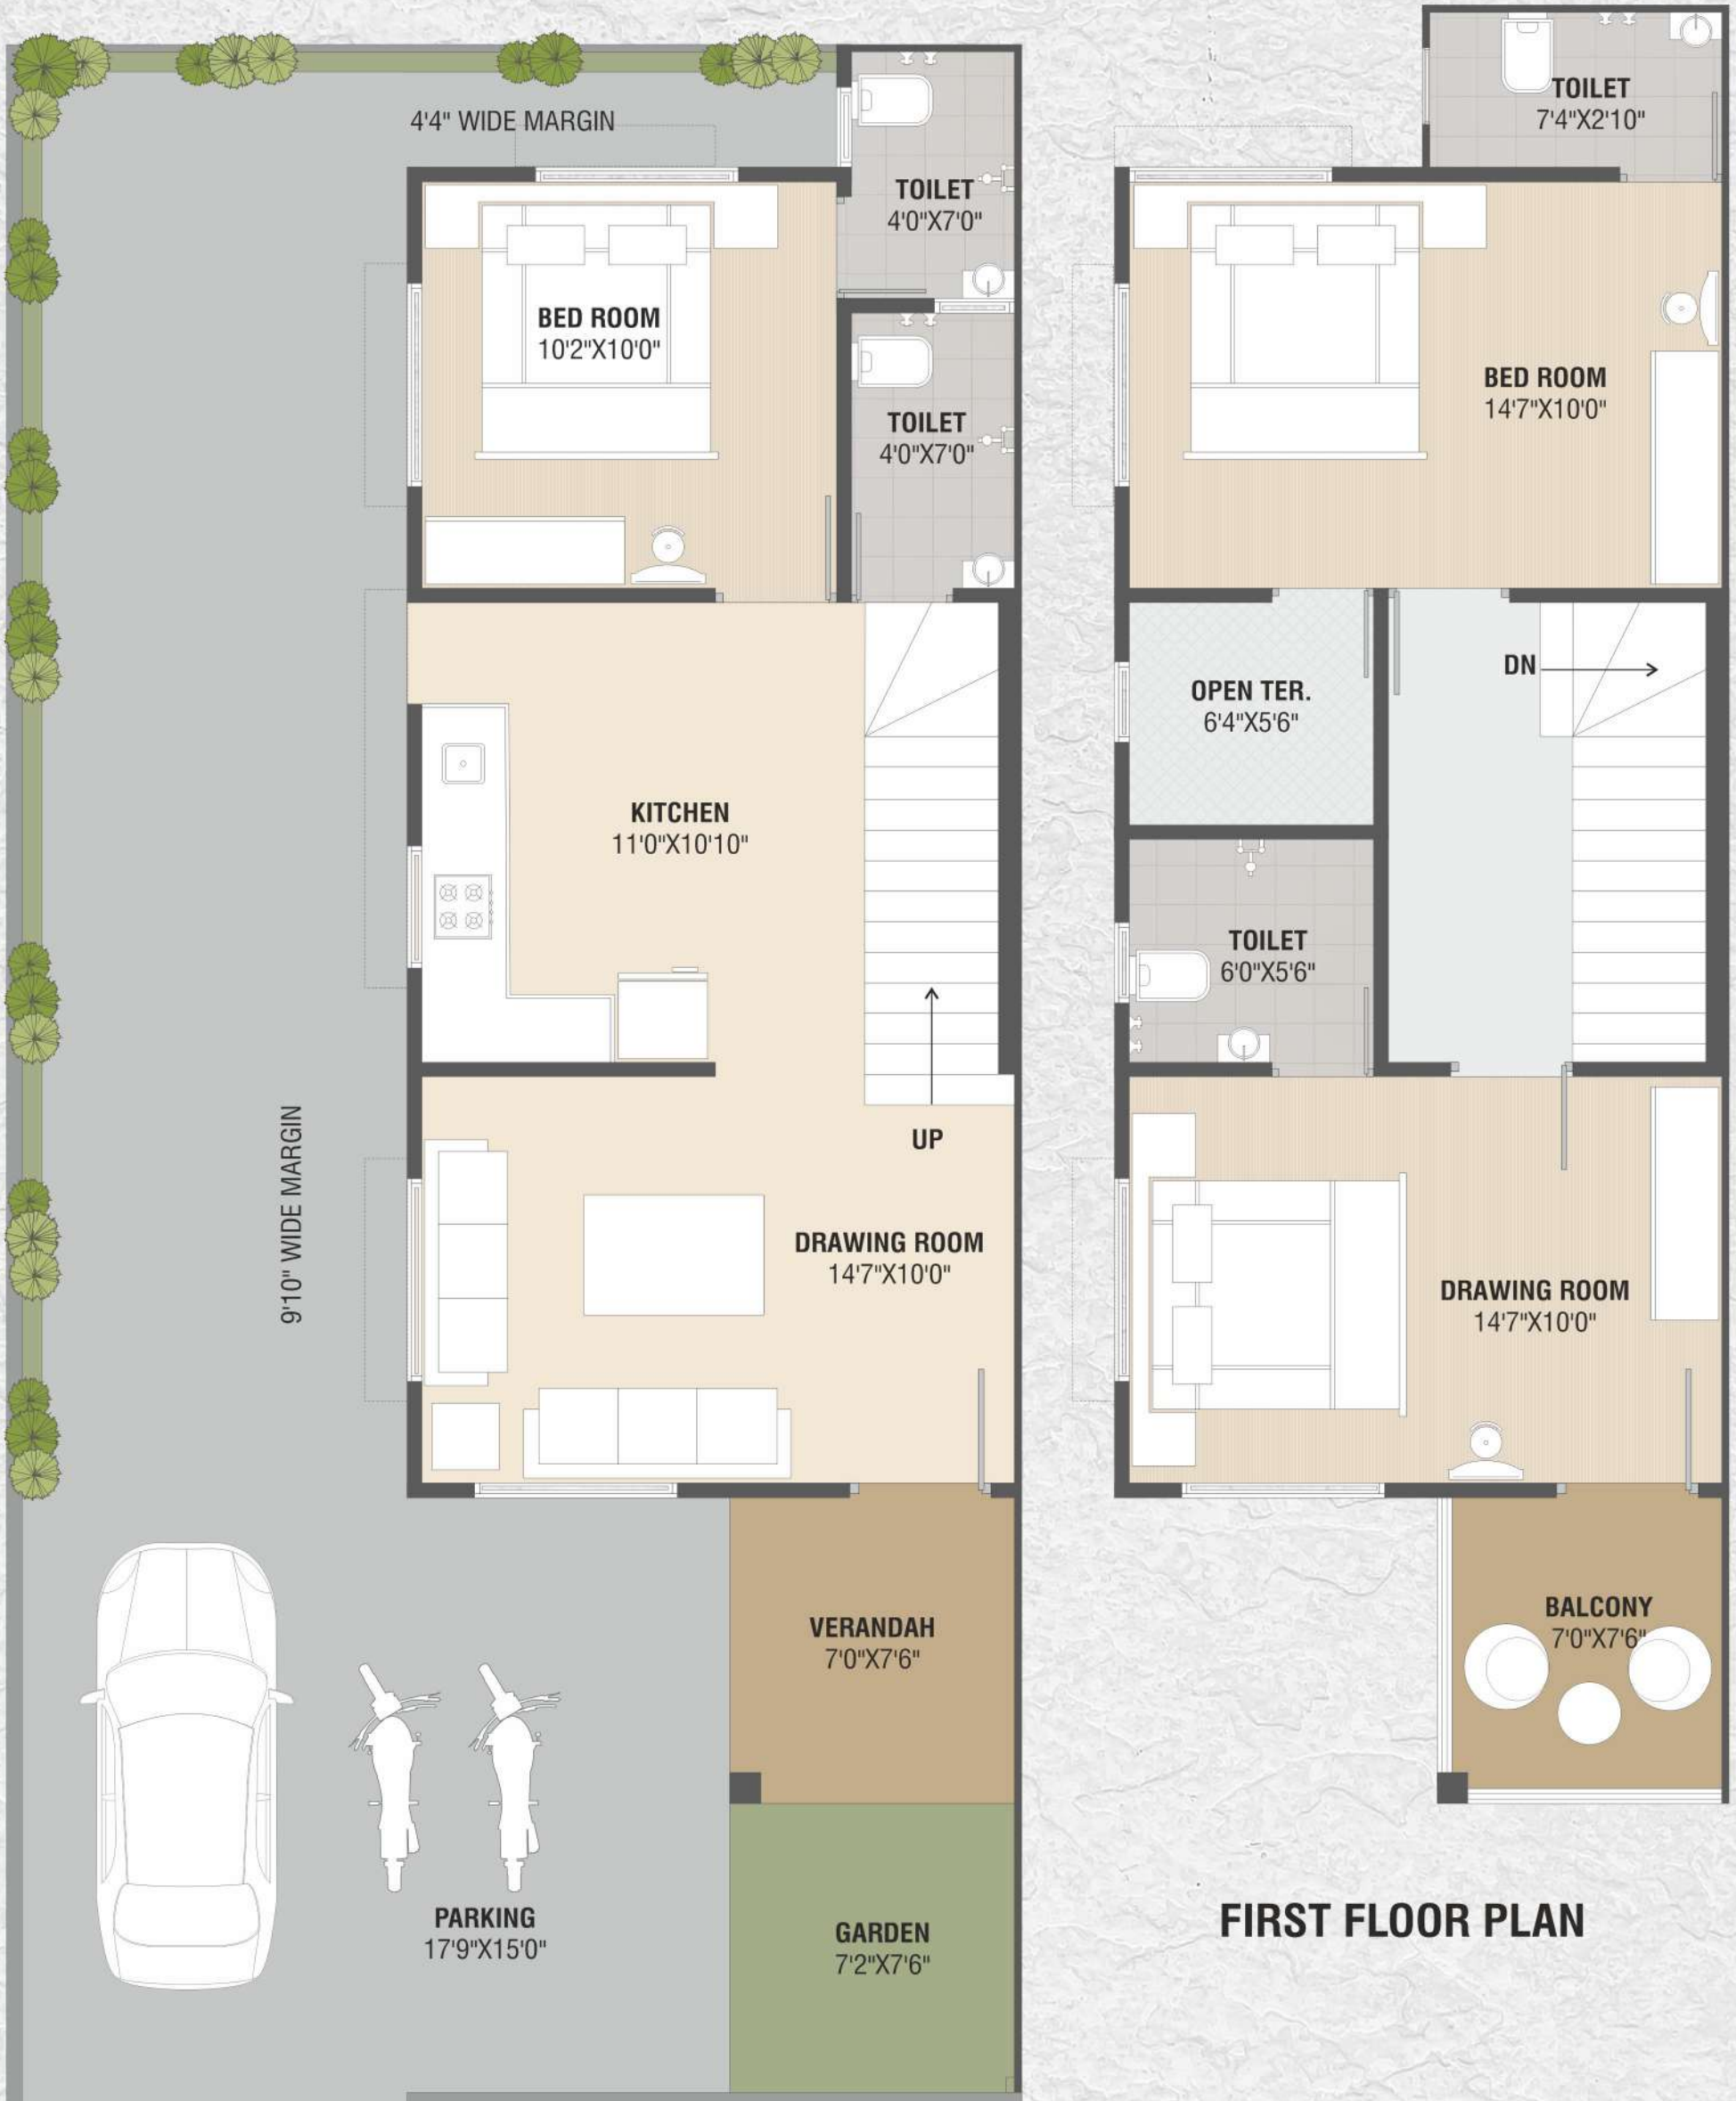 4'4" WIDE MARGIN
TOILET
4'0"X7'0"
BED ROOM
10'2"X10'0"
TOILET
4'0"X7'0"
KITCHEN
11'0"X10'10"
UP
9'10" WIDE MARGIN
DRAWING ROOM
14'7"X10'0"
VERANDAH
7'0"X7'6"
PARKING
17'9"X15'0"
GARDEN
7'2"X7'6"
TOILET
7'4"X2'10"
BED ROOM
14'7"X10'0"
DN
OPEN TER.
6'4"X5'6"
TOILET
6'0"X5'6"
DRAWING ROOM
14'7"X10'0"
BALCONY
7'0"X7'6"
FIRST FLOOR PLAN